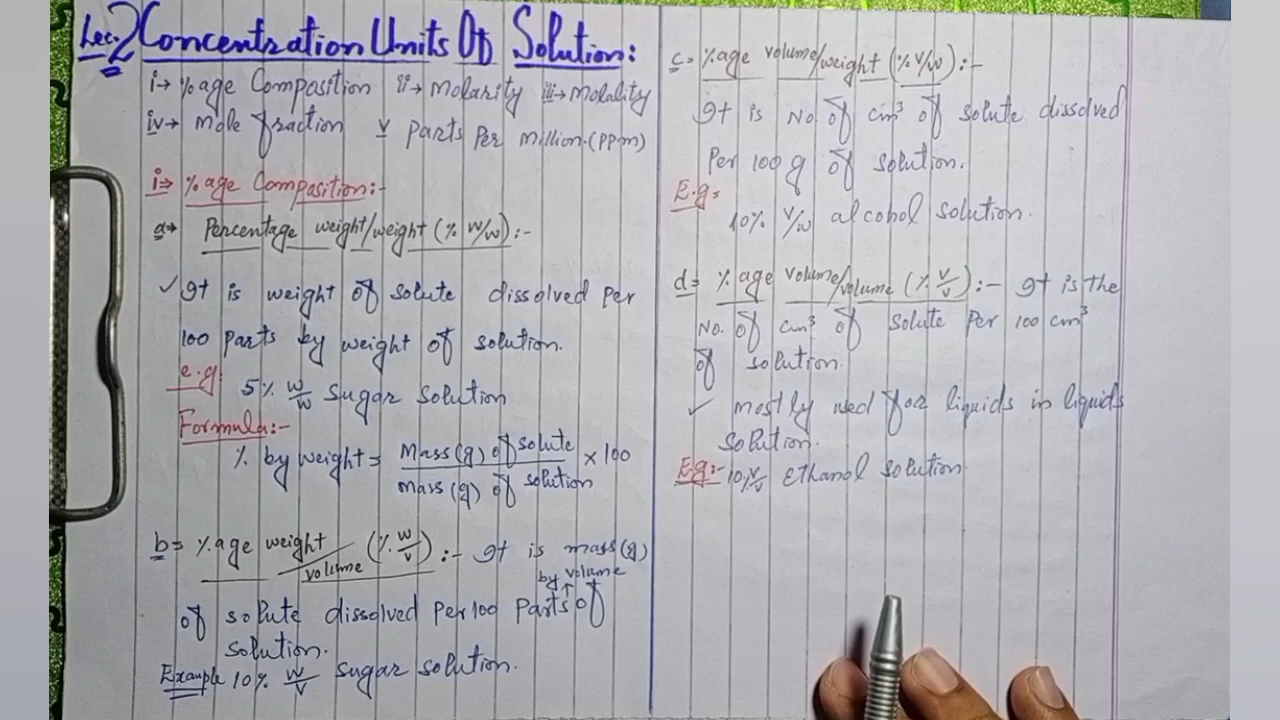 Lec. 2 Concentration Units Of Solution:
i→ %age Composition ii→ Molarity iii→ Molality
iv→ Mole fraction v Parts Per Million.(PPm)
i⇒ %age Composition:-
a→ Percentage weight/weight (% W/w):-
✓ It is weight of solute dissolved Per
100 Parts by weight of solution.
e.g:
5% w/w Sugar Solution
Formula:-
% by weight = Mass(g) of solute / mass (g) of solution × 100
b= %age weight/volume (% w/v) :- It is mass(g)
by volume
of solute dissolved Per 100 Parts↑ of
solution.
Example 10% w/v sugar solution.
c= %age volume/weight (% V/W):-
It is No. of cm³ of solute dissolved
Per 100 g of solution.
E.g=
10% V/W alcohol solution.
d= % age volume/volume (% v/v):- It is the
No. of cm³ of solute Per 100 cm³
of solution.
✓ mostly used for liquids in liquids
solution.
E.g:- 10% v/v Ethanol solution.